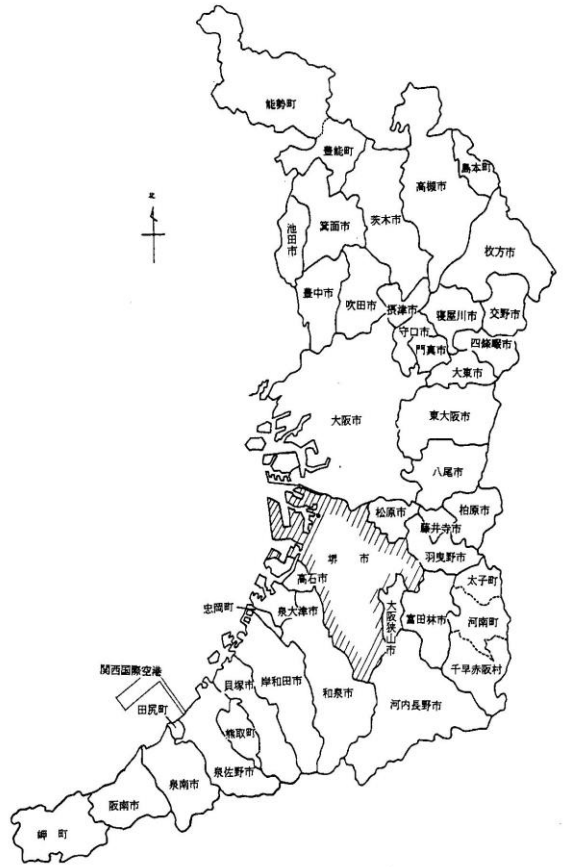 能勢町
豊能町
島本町
高槻市
茨木市
箕面市
池田市
枚方市
豊中市
吹田市
摂津市
寝屋川市
交野市
守口市
門真市
四條畷市
大東市
大阪市
東大阪市
八尾市
松原市
柏原市
藤井寺市
堺市
羽曳野市
高石市
太子町
忠岡町
泉大津市
大阪狭山市
富田林市
河南町
千早赤阪村
関西国際空港
貝塚市
岸和田市
和泉市
河内長野市
田尻町
熊取町
泉佐野市
泉南市
阪南市
岬町